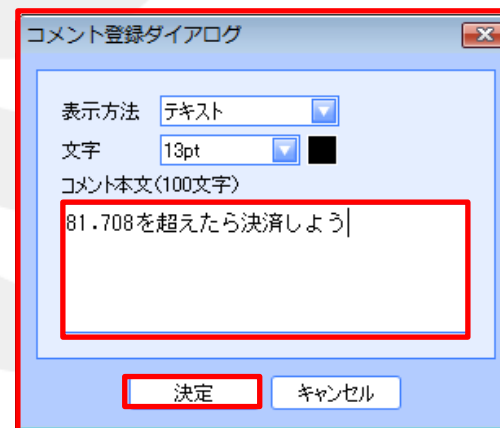 コメント登録ダイアログ
表示方法 テキスト
文字 13pt
コメント本文(100文字)
81.708を超えたら決済しよう
決定 キャンセル